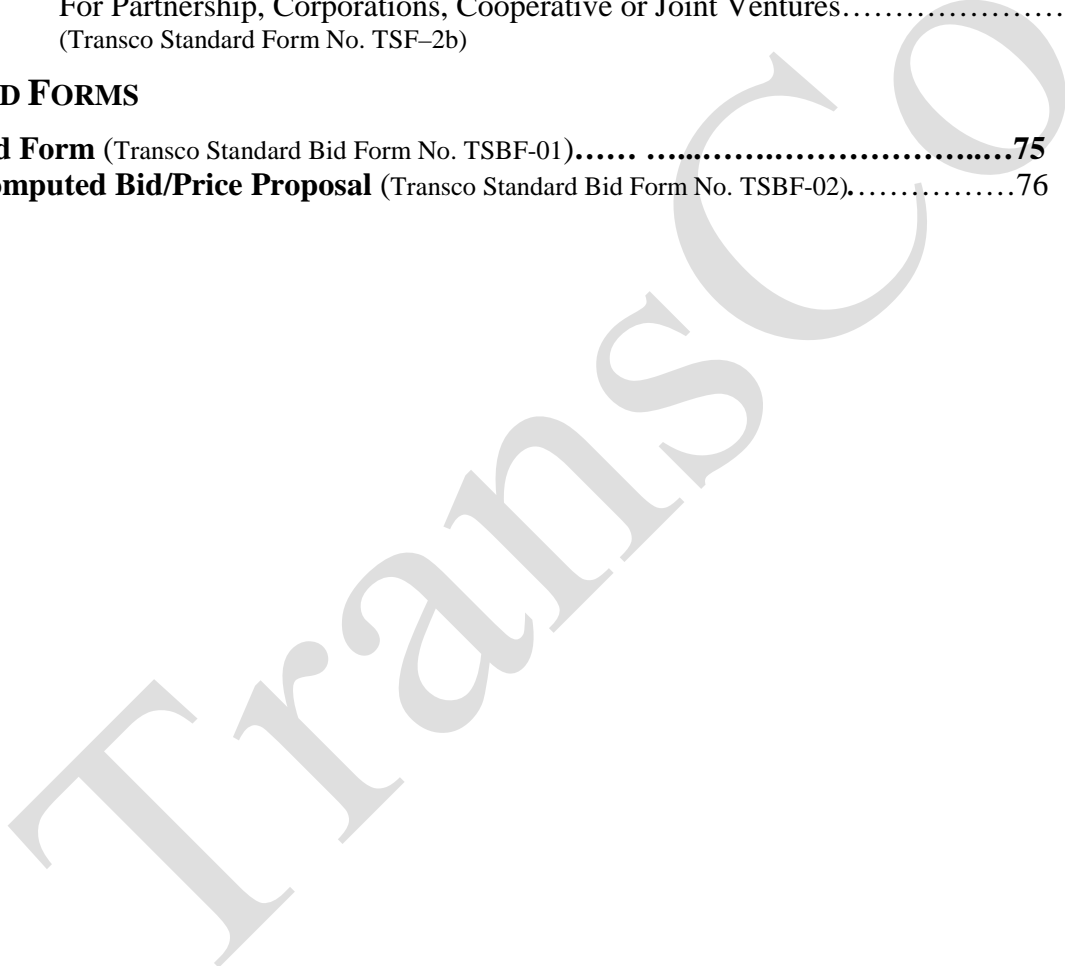 For Partnership, Corporations, Cooperative or Joint Ventures…………………
(Transco Standard Form No. TSF–2b)
D FORMS
d Form (Transco Standard Bid Form No. TSBF-01)…… …...…….………………...…75
omputed Bid/Price Proposal (Transco Standard Bid Form No. TSBF-02).……………76
TransCo